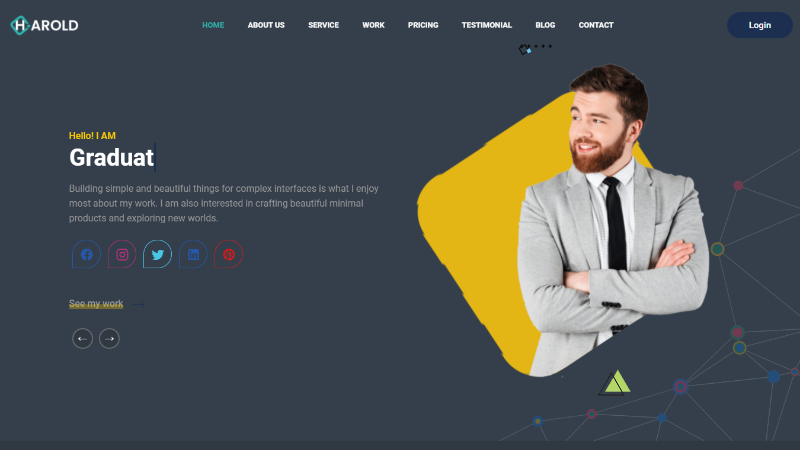 HAROLD
HOME ABOUT US SERVICE WORK PRICING TESTIMONIAL BLOG CONTACT
Login
Hello! I AM
Graduat
Building simple and beautiful things for complex interfaces is what I enjoy
most about my work. I am also interested in crafting beautiful minimal
products and exploring new worlds.
See my work